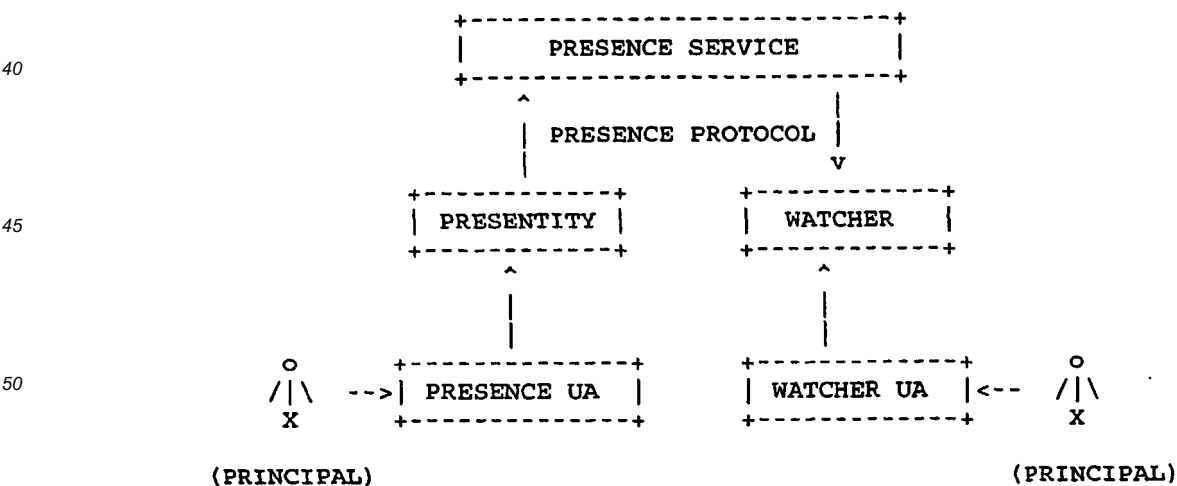 PRESENCE SERVICE
40
PRESENCE PROTOCOL
PRESENTITY WATCHER
45
PRESENCE UA WATCHER UA
50
(PRINCIPAL) (PRINCIPAL)